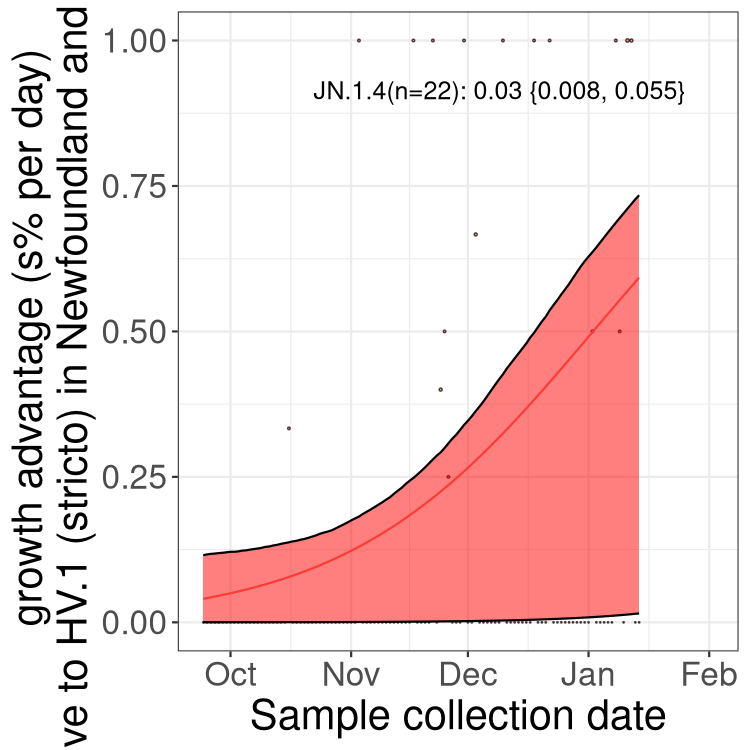 growth advantage (s% per day)
ve to HV.1 (stricto) in Newfoundland and
1.00
JN.1.4(n=22): 0.03 {0.008, 0.055}
0.75
0.50
0.25
0.00
Oct Nov Dec Jan Feb
Sample collection date